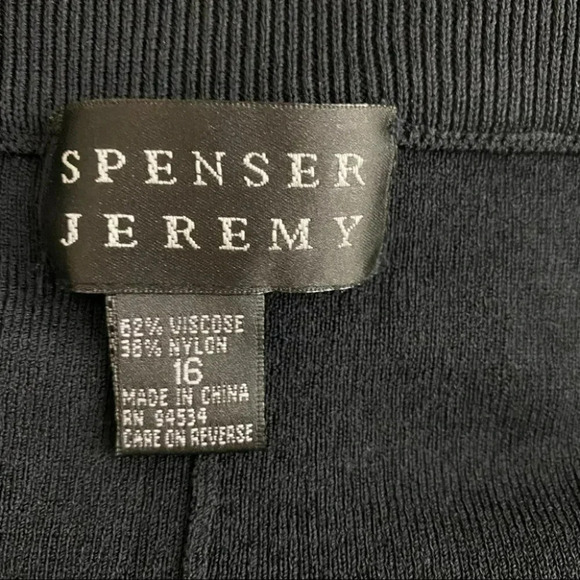 SPENSER
JEREMY
62% VISCOSE
38% NYLON
16
MADE IN CHINA
RN 94534
CARE ON REVERSE